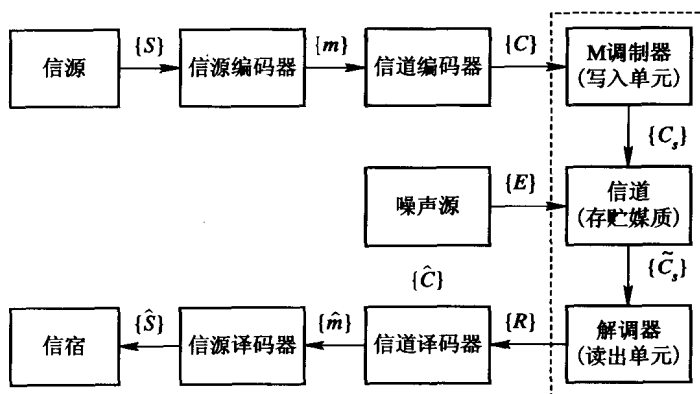 {S}
{m}
{C}
信源
信源编码器
信道编码器
M调制器
(写入单元)
{C_s}
噪声源
{E}
信道
(存贮媒质)
{C̃_s}
{Ĉ}
{Ŝ}
{m̂}
{R}
信宿
信源译码器
信道译码器
解调器
(读出单元)